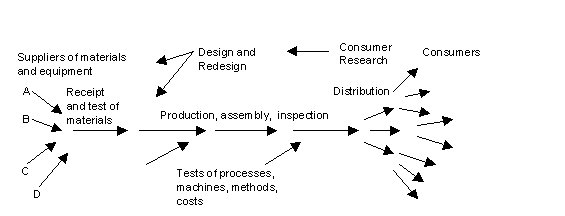 Suppliers of materials
and equipment
Design and
Redesign
Consumer
Research
Consumers
A
Receipt
and test of
materials
Distribution
B
Production, assembly, inspection
C
D
Tests of processes,
machines, methods,
costs